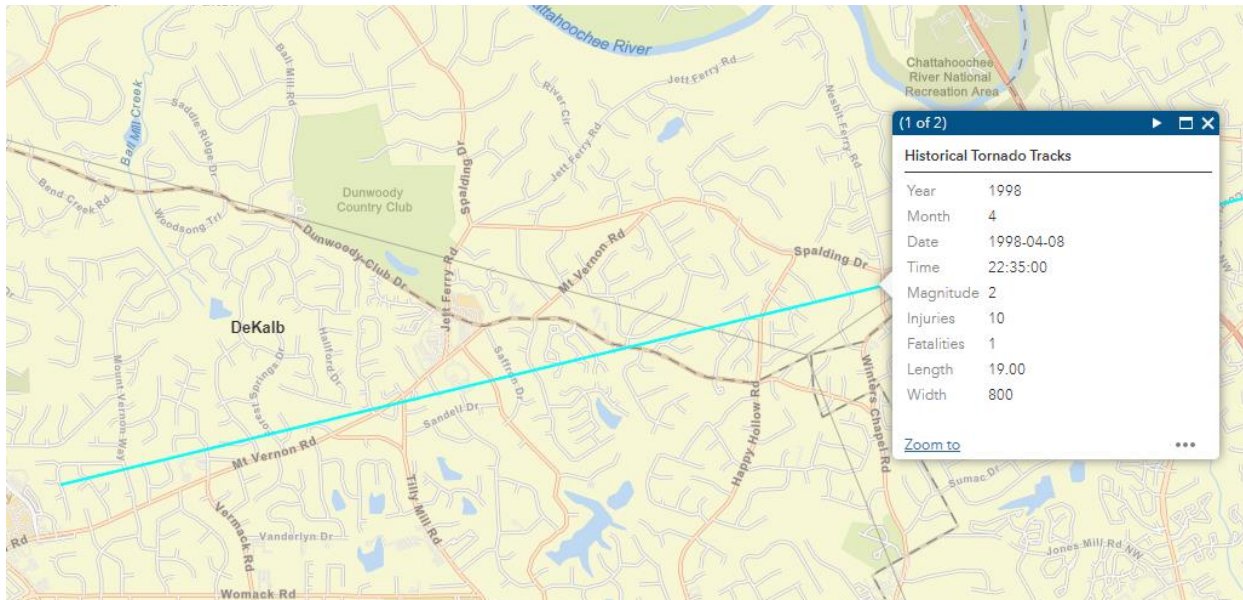 Chattahoochee River
Ball Mill Creek
Ball Mill Rd
Saddle Ridge Dr
Bend Creek Rd
Woodsong Trl
Dunwoody
Country Club
Dunwoody Club Dr
Spalding Dr
River Cir
Jett Ferry Rd
Jett Ferry Rd
Nesbit Ferry Rd
Chattahoochee
River National
Recreation Area
Mt Vernon Rd
Spalding Dr
Jett Ferry Rd
DeKalb
Mount Vernon Way
Springs Dr
Hallford Dr
Saffron Dr
Sandell Dr
Mt Vernon Rd
Happy Hollow Rd
Winters Chapel Rd
Tilly Mill Rd
Vermack Rd
Vanderlyn Dr
Womack Rd
Rd
Sumac Dr
Jones Mill Rd NW
NW
(1 of 2)
Historical Tornado Tracks
Year 1998
Month 4
Date 1998-04-08
Time 22:35:00
Magnitude 2
Injuries 10
Fatalities 1
Length 19.00
Width 800
Zoom to